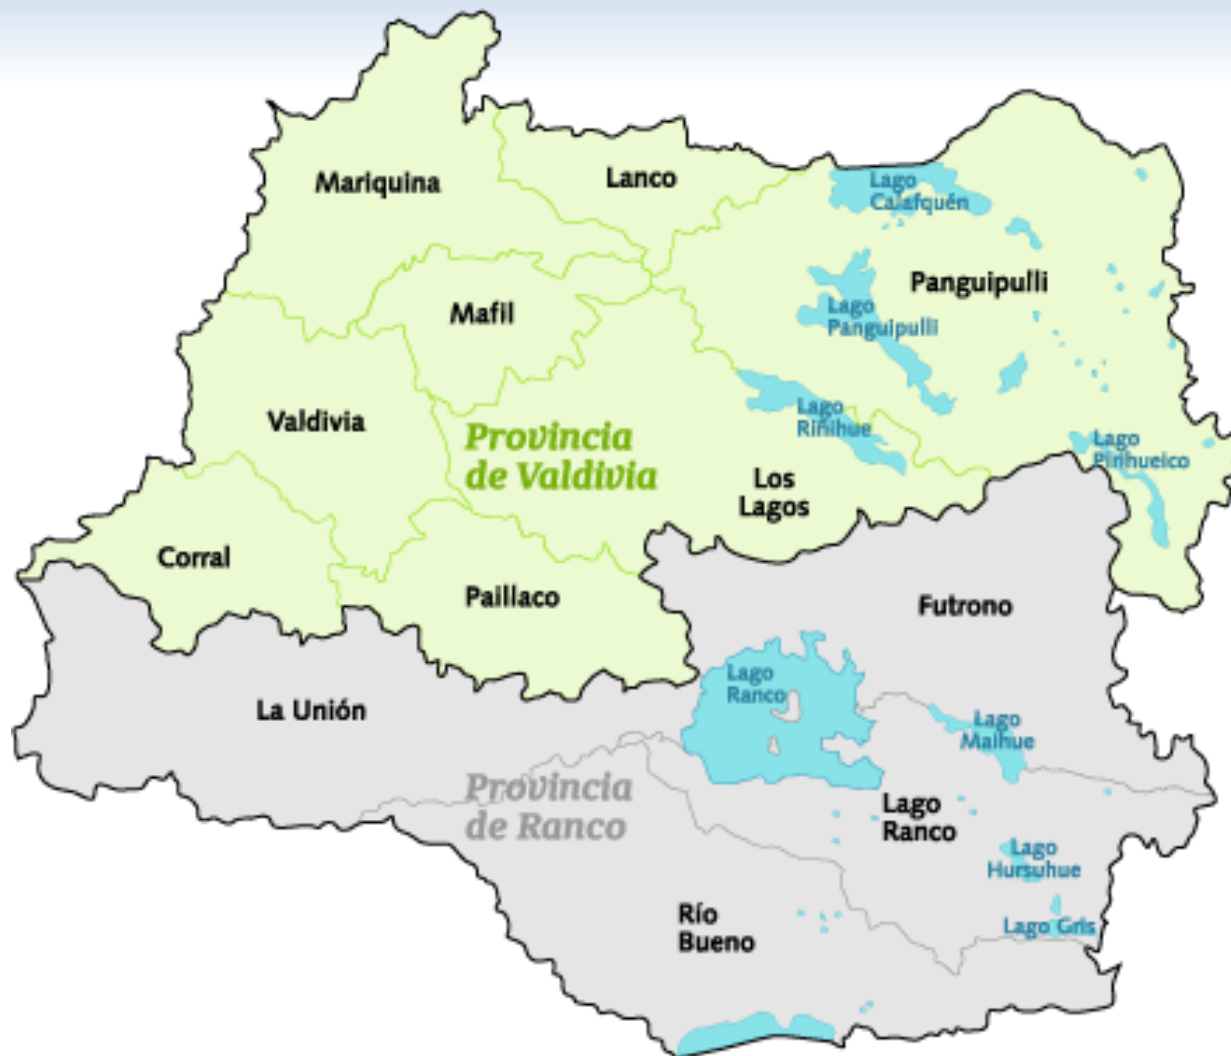 Mariquina
Lanco
Lago
Calafquén
Panguipulli
Mafil
Lago
Panguipulli
Valdivia
Provincia
de Valdivia
Lago
Riñihue
Lago
Pirihueico
Los
Lagos
Corral
Paillaco
Futrono
Lago
Ranco
La Unión
Lago
Maihue
Provincia
de Ranco
Lago
Ranco
Lago
Hursuhue
Río
Bueno
Lago Gris